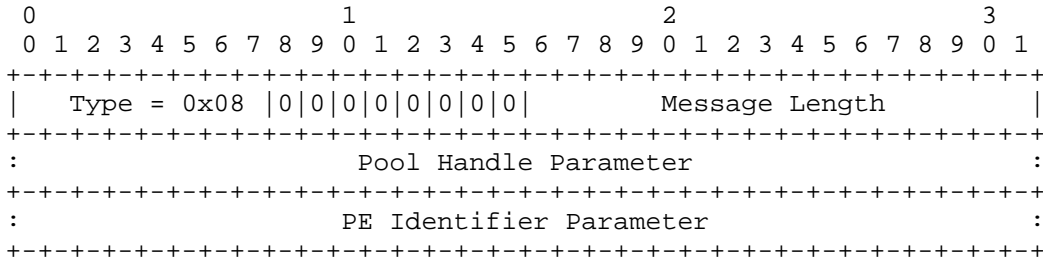 0                   1                   2                   3
 0 1 2 3 4 5 6 7 8 9 0 1 2 3 4 5 6 7 8 9 0 1 2 3 4 5 6 7 8 9 0 1
+-+-+-+-+-+-+-+-+-+-+-+-+-+-+-+-+-+-+-+-+-+-+-+-+-+-+-+-+-+-+-+-+
|   Type = 0x08 |0|0|0|0|0|0|0|0|        Message Length         |
+-+-+-+-+-+-+-+-+-+-+-+-+-+-+-+-+-+-+-+-+-+-+-+-+-+-+-+-+-+-+-+-+
:                     Pool Handle Parameter                     :
+-+-+-+-+-+-+-+-+-+-+-+-+-+-+-+-+-+-+-+-+-+-+-+-+-+-+-+-+-+-+-+-+
:                    PE Identifier Parameter                    :
+-+-+-+-+-+-+-+-+-+-+-+-+-+-+-+-+-+-+-+-+-+-+-+-+-+-+-+-+-+-+-+-+